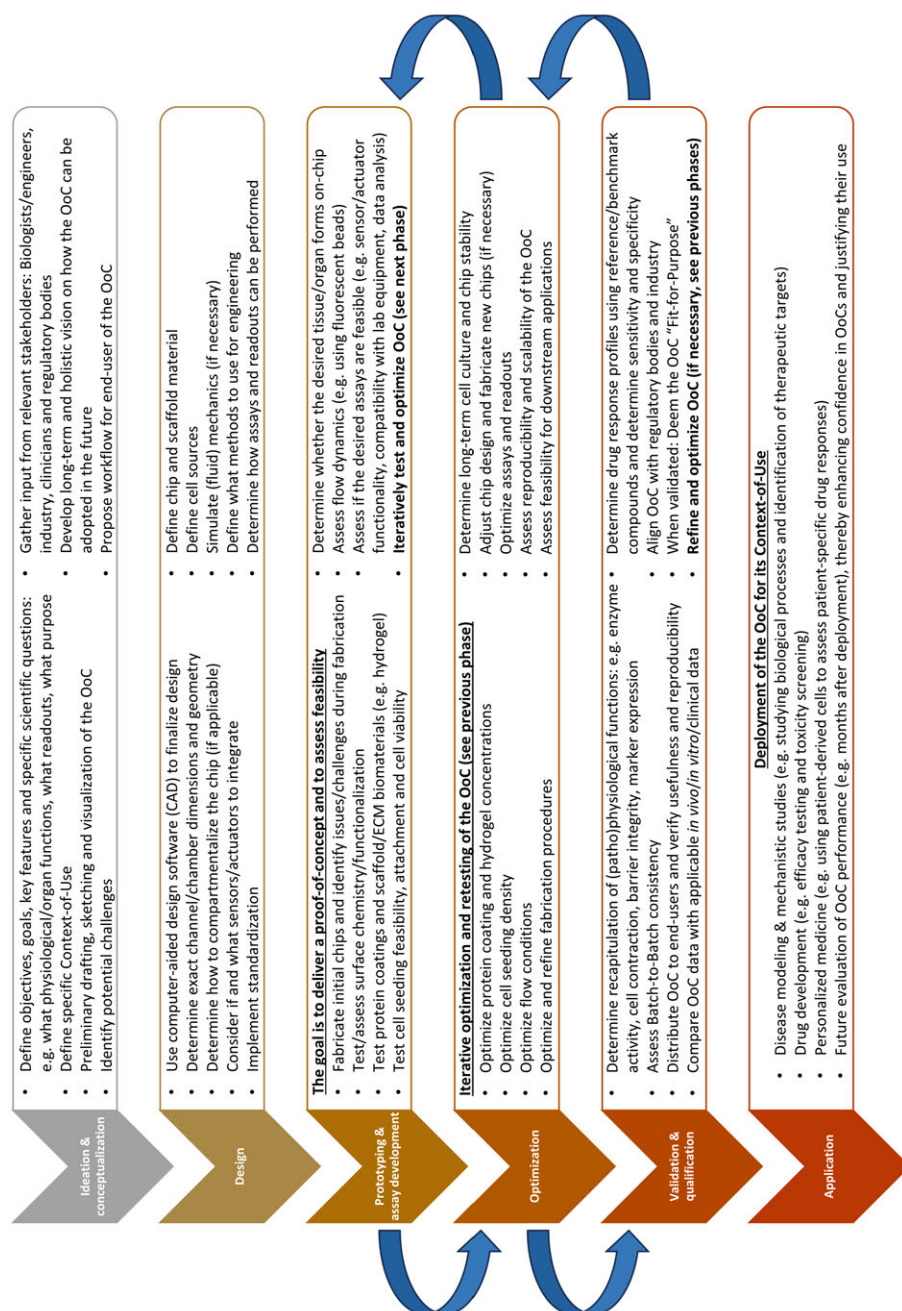 Ideation &
conceptualization
• Define objectives, goals, key features and specific scientific questions:
e.g. what physiological/organ functions, what readouts, what purpose
• Define specific Context-of-Use
• Preliminary drafting, sketching and visualization of the OoC
• Identify potential challenges
• Gather input from relevant stakeholders: Biologists/engineers,
industry, clinicians and regulatory bodies
• Develop long-term and holistic vision on how the OoC can be
adopted in the future
• Propose workflow for end-user of the OoC
Design
• Use computer-aided design software (CAD) to finalize design
• Determine exact channel/chamber dimensions and geometry
• Determine how to compartmentalize the chip (if applicable)
• Consider if and what sensors/actuators to integrate
• Implement standardization
• Define chip and scaffold material
• Define cell sources
• Simulate (fluid) mechanics (if necessary)
• Define what methods to use for engineering
• Determine how assays and readouts can be performed
Prototyping &
assay development
The goal is to deliver a proof-of-concept and to assess feasibility
• Fabricate initial chips and identify issues/challenges during fabrication
• Test/assess surface chemistry/functionalization
• Test protein coatings and scaffold/ECM biomaterials (e.g. hydrogel)
• Test cell seeding feasibility, attachment and cell viability
• Determine whether the desired tissue/organ forms on-chip
• Assess flow dynamics (e.g. using fluorescent beads)
• Assess if the desired assays are feasible (e.g. sensor/actuator
functionality, compatibility with lab equipment, data analysis)
• Iteratively test and optimize OoC (see next phase)
Optimization
Iterative optimization and retesting of the OoC (see previous phase)
• Optimize protein coating and hydrogel concentrations
• Optimize cell seeding density
• Optimize flow conditions
• Optimize and refine fabrication procedures
• Determine long-term cell culture and chip stability
• Adjust chip design and fabricate new chips (if necessary)
• Optimize assays and readouts
• Assess reproducibility and scalability of the OoC
• Assess feasibility for downstream applications
Validation &
qualification
• Determine recapitulation of (patho)physiological functions: e.g. enzyme
activity, cell contraction, barrier integrity, marker expression
• Assess Batch-to-Batch consistency
• Distribute OoC to end-users and verify usefulness and reproducibility
• Compare OoC data with applicable in vivo/in vitro/clinical data
• Determine drug response profiles using reference/benchmark
compounds and determine sensitivity and specificity
• Align OoC with regulatory bodies and industry
• When validated: Deem the OoC “Fit-for-Purpose”
• Refine and optimize OoC (if necessary, see previous phases)
Application
Deployment of the OoC for its Context-of-Use
• Disease modeling & mechanistic studies (e.g. studying biological processes and identification of therapeutic targets)
• Drug development (e.g. efficacy testing and toxicity screening)
• Personalized medicine (e.g. using patient-derived cells to assess patient-specific drug responses)
• Future evaluation of OoC performance (e.g. months after deployment), thereby enhancing confidence in OoCs and justifying their use